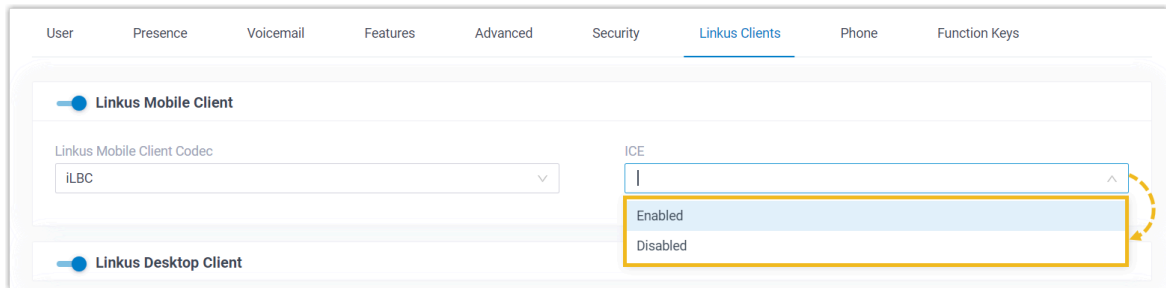 User Presence Voicemail Features Advanced Security Linkus Clients Phone Function Keys
Linkus Mobile Client
Linkus Mobile Client Codec ICE
iLBC
Enabled
Disabled
Linkus Desktop Client